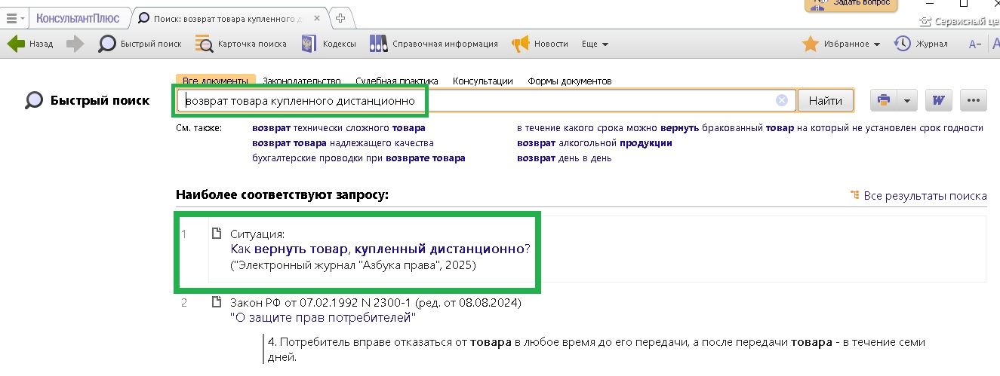 Задать вопрос
КонсультантПлюс
Поиск: возврат товара купленного д
Сервисный це
Назад
Быстрый поиск
Карточка поиска
Кодексы
Справочная информация
Новости
Еще
Избранное
Журнал
А−
Все документы
Законодательство
Судебная практика
Консультации
Формы документов
Быстрый поиск
возврат товара купленного дистанционно
Найти
W
См. также:
возврат технически сложного товара
в течение какого срока можно вернуть бракованный товар на который не установлен срок годности
возврат товара надлежащего качества
возврат алкогольной продукции
бухгалтерские проводки при возврате товара
возврат день в день
Наиболее соответствуют запросу:
Все результаты поиска
1
Ситуация:
Как вернуть товар, купленный дистанционно?
("Электронный журнал "Азбука права", 2025)
2
Закон РФ от 07.02.1992 N 2300-1 (ред. от 08.08.2024)
"О защите прав потребителей"
4. Потребитель вправе отказаться от товара в любое время до его передачи, а после передачи товара - в течение семи
дней.